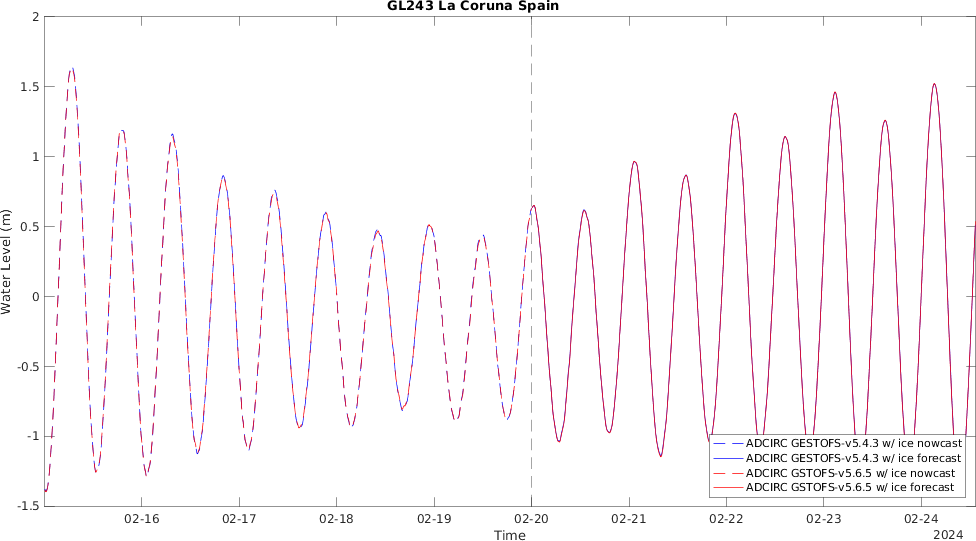 GL243 La Coruna Spain
2
1.5
1
0.5
0
-0.5
-1
-1.5
Water Level (m)
02-16 02-17 02-18 02-19 02-20 02-21 02-22 02-23 02-24
Time
2024
ADCIRC GESTOFS-v5.4.3 w/ ice nowcast
ADCIRC GESTOFS-v5.4.3 w/ ice forecast
ADCIRC GSTOFS-v5.6.5 w/ ice nowcast
ADCIRC GSTOFS-v5.6.5 w/ ice forecast